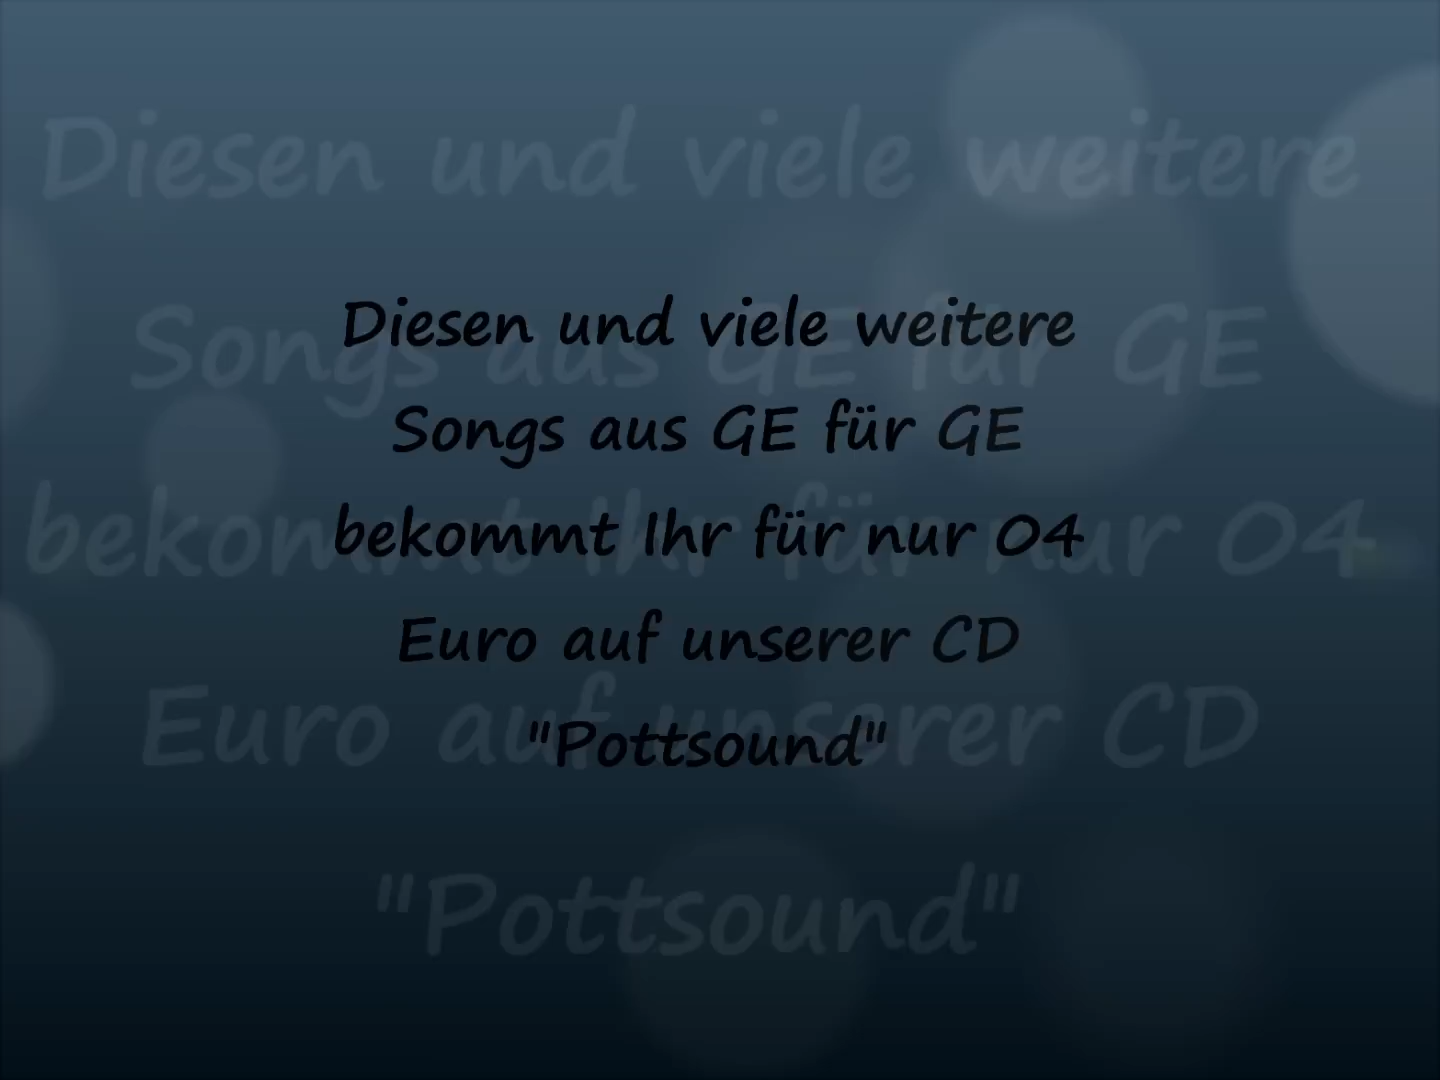 Diesen und viele weitere
Songs aus GE für GE
bekommt Ihr für nur 04
Euro auf unserer CD
"Pottsound"